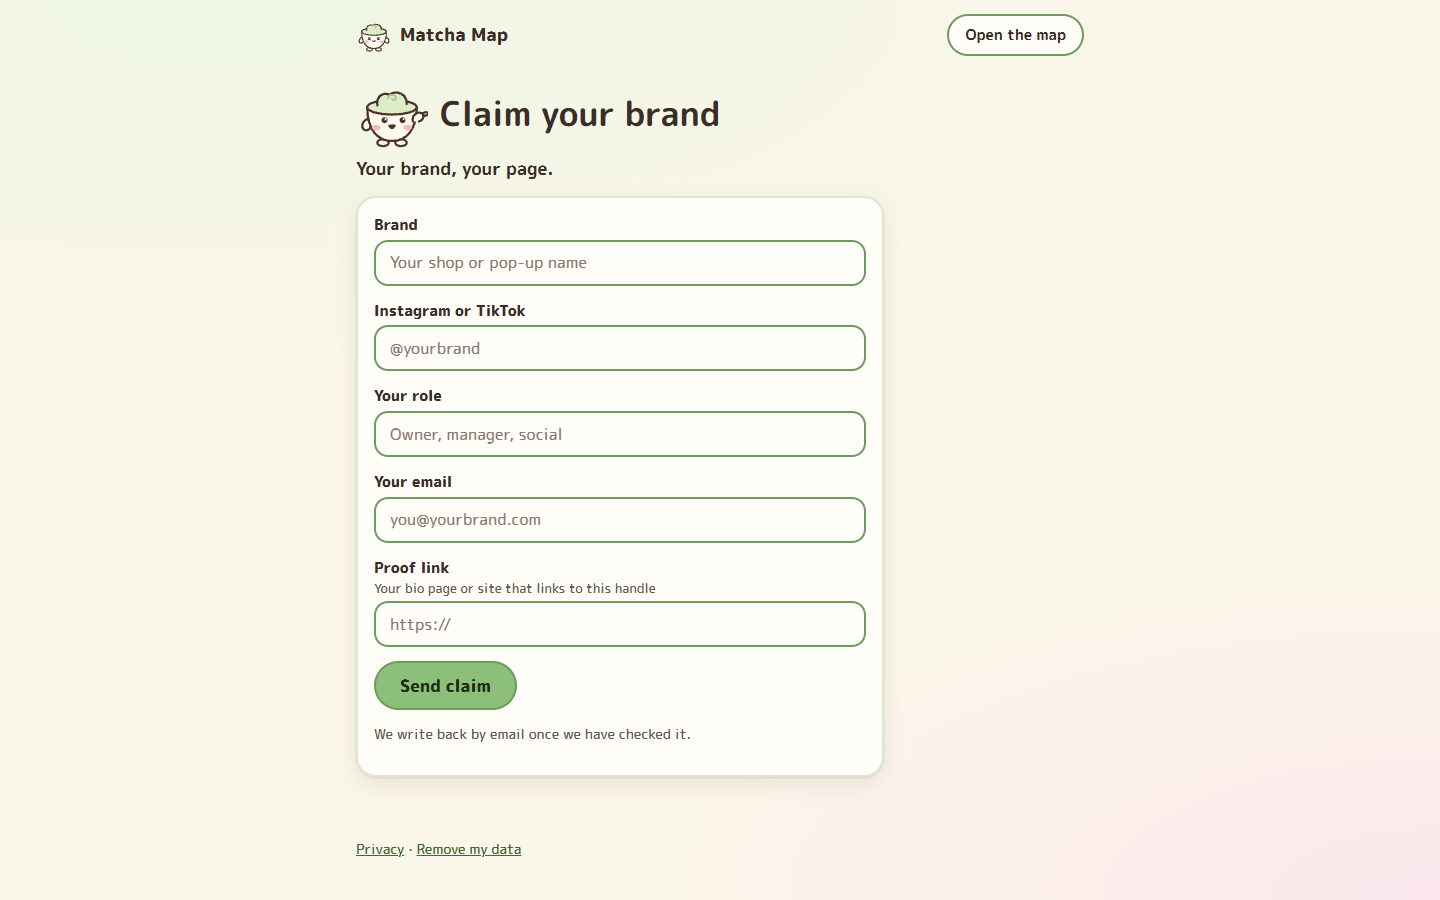 Matcha Map
Open the map
Claim your brand
Your brand, your page.
Brand
Your shop or pop-up name
Instagram or TikTok
@yourbrand
Your role
Owner, manager, social
Your email
you@yourbrand.com
Proof link
Your bio page or site that links to this handle
https://
Send claim
We write back by email once we have checked it.
Privacy · Remove my data